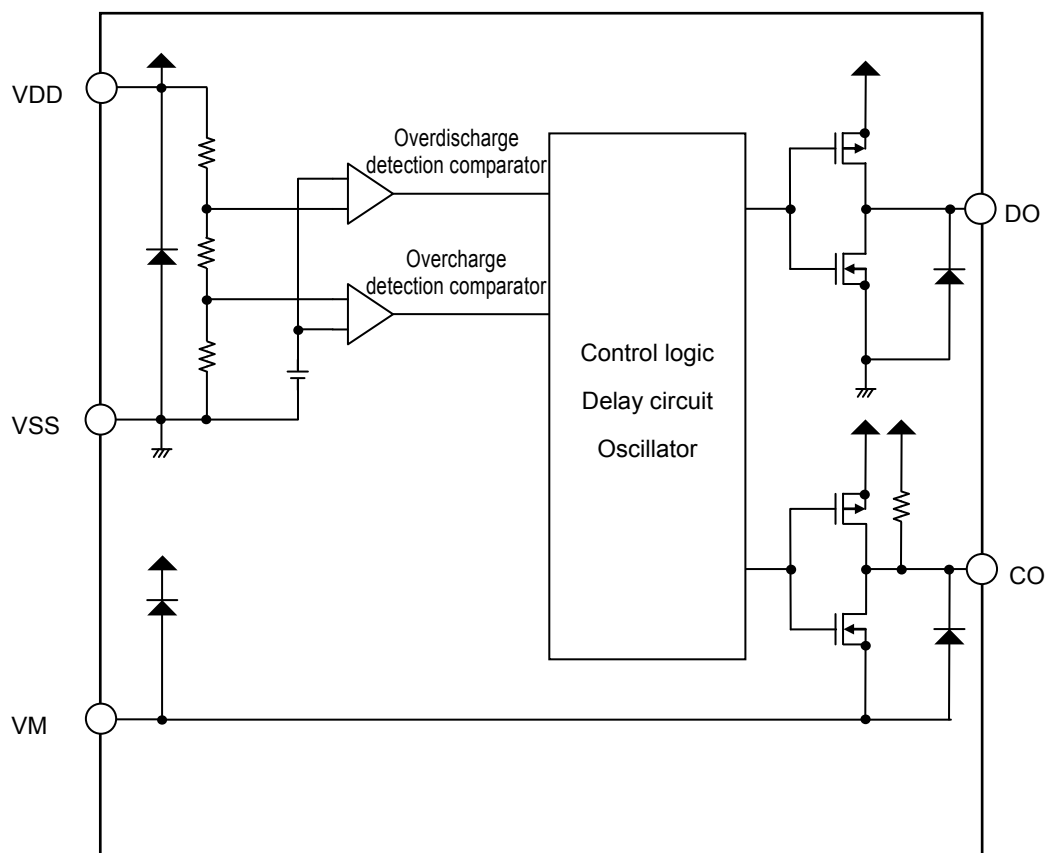 VDD
Overdischarge
detection comparator
DO
Overcharge
detection comparator
Control logic
Delay circuit
Oscillator
VSS
CO
VM